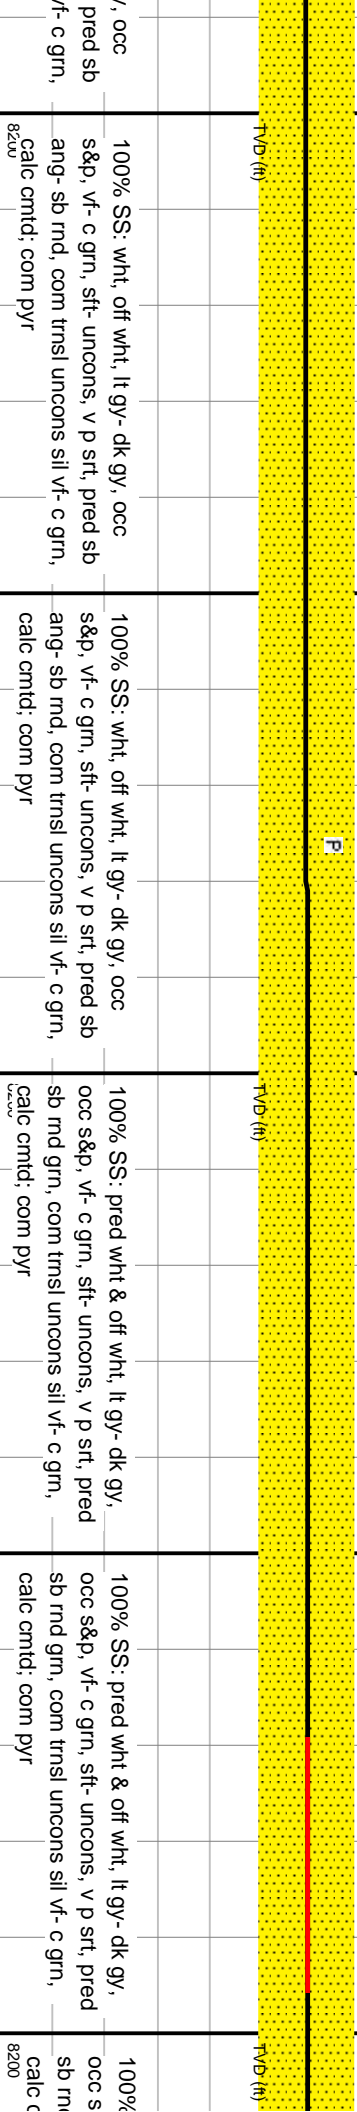 y, occ
pred sb
vf- c grn,
TVD (ft)
100% SS: wht, off wht, lt gy- dk gy, occ
s&p, vf- c grn, sft- uncons, v p srt, pred sb
ang- sb rnd, com trnsl uncons sil vf- c grn,
calc cmtd; com pyr
8200
100% SS: wht, off wht, lt gy- dk gy, occ
s&p, vf- c grn, sft- uncons, v p srt, pred sb
ang- sb rnd, com trnsl uncons sil vf- c grn,
calc cmtd; com pyr
P
TVD (ft)
100% SS: pred wht & off wht, lt gy- dk gy,
occ s&p, vf- c grn, sft- uncons, v p srt, pred
sb rnd grn, com trnsl uncons sil vf- c grn,
calc cmtd; com pyr
8200
100% SS: pred wht & off wht, lt gy- dk gy,
occ s&p, vf- c grn, sft- uncons, v p srt, pred
sb rnd grn, com trnsl uncons sil vf- c grn,
calc cmtd; com pyr
TVD (ft)
100%
occ s
sb rn
calc c
8200